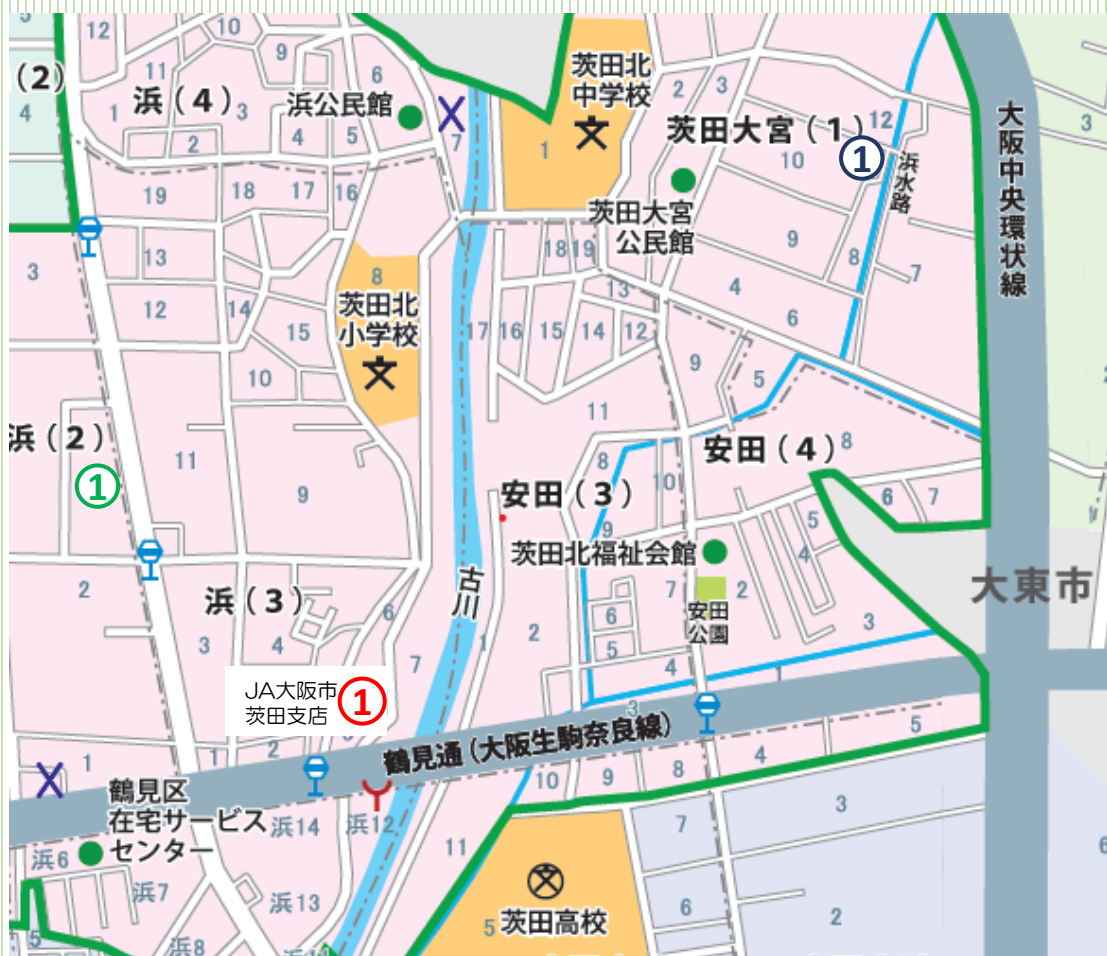 5
12
10
9
11
(2)
4
浜(4)
1
3
6
浜公民館
2
4
5
7
茨田北
中学校
1
2
3
茨田大宮(1)
12
10
①
浜水路
大阪中央環状線
3
19
18
17
16
茨田大宮
公民館
18
19
9
8
7
3
13
12
14
15
8
茨田北
小学校
13
4
6
17
16
15
14
12
10
9
5
11
浜(2)
①
11
9
安田(4)
8
8
10
安田(3)
9
6
7
5
4
茨田北福祉会館
大東市
2
浜(3)
古川
7
2
安田
公園
6
3
3
4
6
5
7
1
2
4
1
JA大阪市
茨田支店
①
3
鶴見通(大阪生駒奈良線)
5
4
1
1
2
10
9
8
鶴見区
在宅サービス
センター
浜14
浜12
浜6
11
7
3
浜7
浜13
茨田高校
5
6
2
5
浜8
6